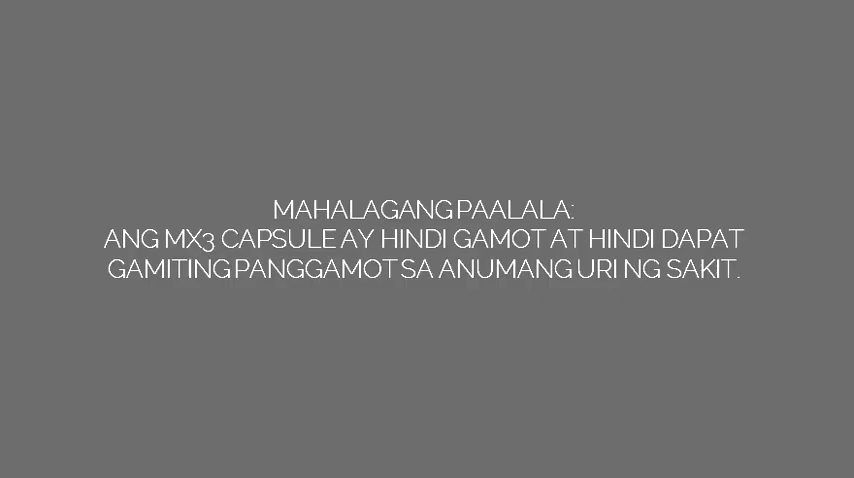 MAHALAGANG PAALALA:
ANG MX3 CAPSULE AY HINDI GAMOT AT HINDI DAPAT
GAMITING PANGGAMOT SA ANUMANG URI NG SAKIT.